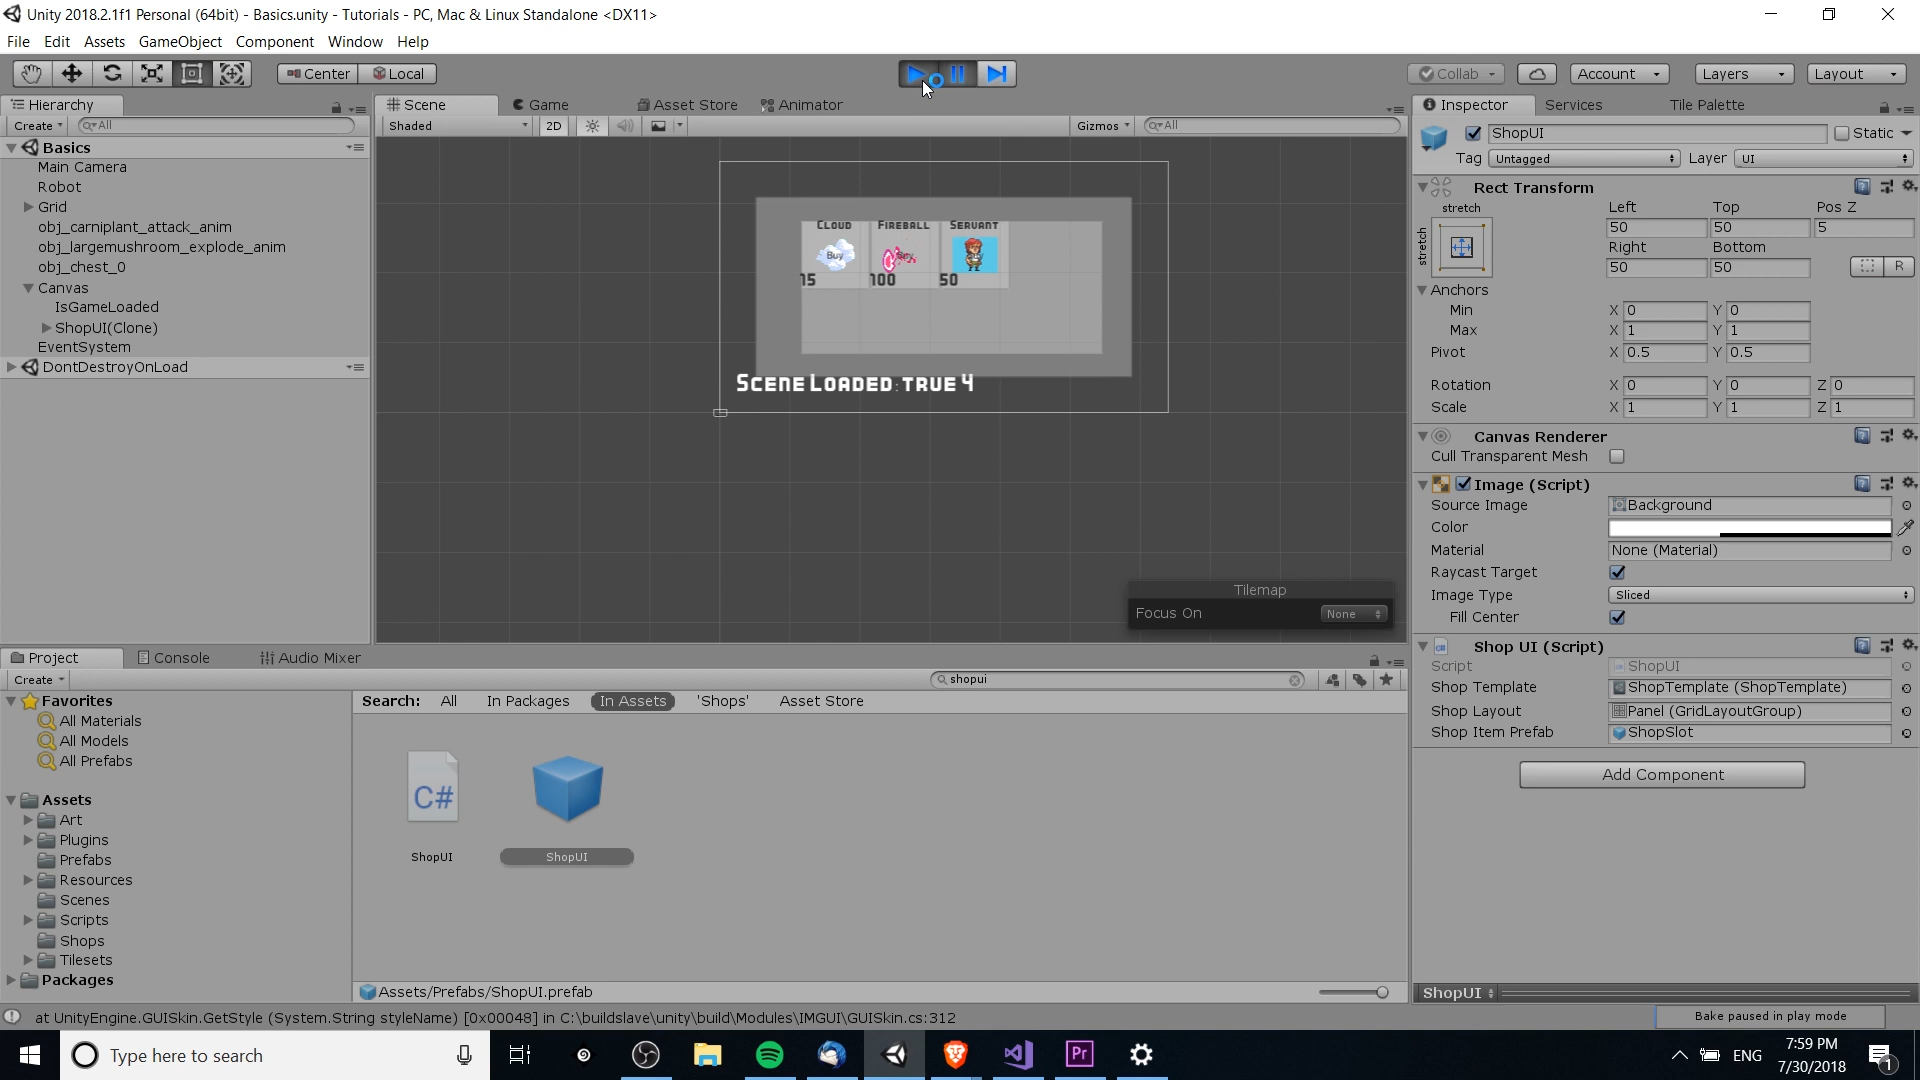 Unity 2018.2.1f1 Personal (64bit) - Basics.unity - Tutorials - PC, Mac & Linux Standalone <DX11>
File Edit Assets GameObject Component Window Help
Center Local Collab Account Layers Layout
Hierarchy
Create All
Basics
Main Camera
Robot
Grid
obj_carniplant_attack_anim
obj_largemushroom_explode_anim
obj_chest_0
Canvas
IsGameLoaded
ShopUI(Clone)
EventSystem
DontDestroyOnLoad
Scene Game Asset Store Animator
Shaded 2D Gizmos All
Cloud Fireball Servant
Buy
15 100 50
Scene Loaded: true 4
Tilemap
Focus On None
Inspector Services Tile Palette
ShopUI Static
Tag Untagged Layer UI
Rect Transform
stretch
stretch
Left Top Pos Z
50 50 5
Right Bottom
50 50 R
Anchors
Min X 0 Y 0
Max X 1 Y 1
Pivot X 0.5 Y 0.5
Rotation X 0 Y 0 Z 0
Scale X 1 Y 1 Z 1
Canvas Renderer
Cull Transparent Mesh
Image (Script)
Source Image Background
Color
Material None (Material)
Raycast Target
Image Type Sliced
Fill Center
Shop UI (Script)
Script ShopUI
Shop Template ShopTemplate (ShopTemplate)
Shop Layout Panel (GridLayoutGroup)
Shop Item Prefab ShopSlot
Add Component
ShopUI
Project Console Audio Mixer
Create shopui
Favorites
All Materials
All Models
All Prefabs
Assets
Art
Plugins
Prefabs
Resources
Scenes
Scripts
Shops
Tilesets
Packages
Search: All In Packages In Assets 'Shops' Asset Store
C#
ShopUI ShopUI
Assets/Prefabs/ShopUI.prefab
at UnityEngine.GUISkin.GetStyle (System.String styleName) [0x00048] in C:\buildslave\unity\build\Modules\IMGUI\GUISkin.cs:312
Bake paused in play mode
Type here to search
Pr
ENG
7:59 PM
7/30/2018
1